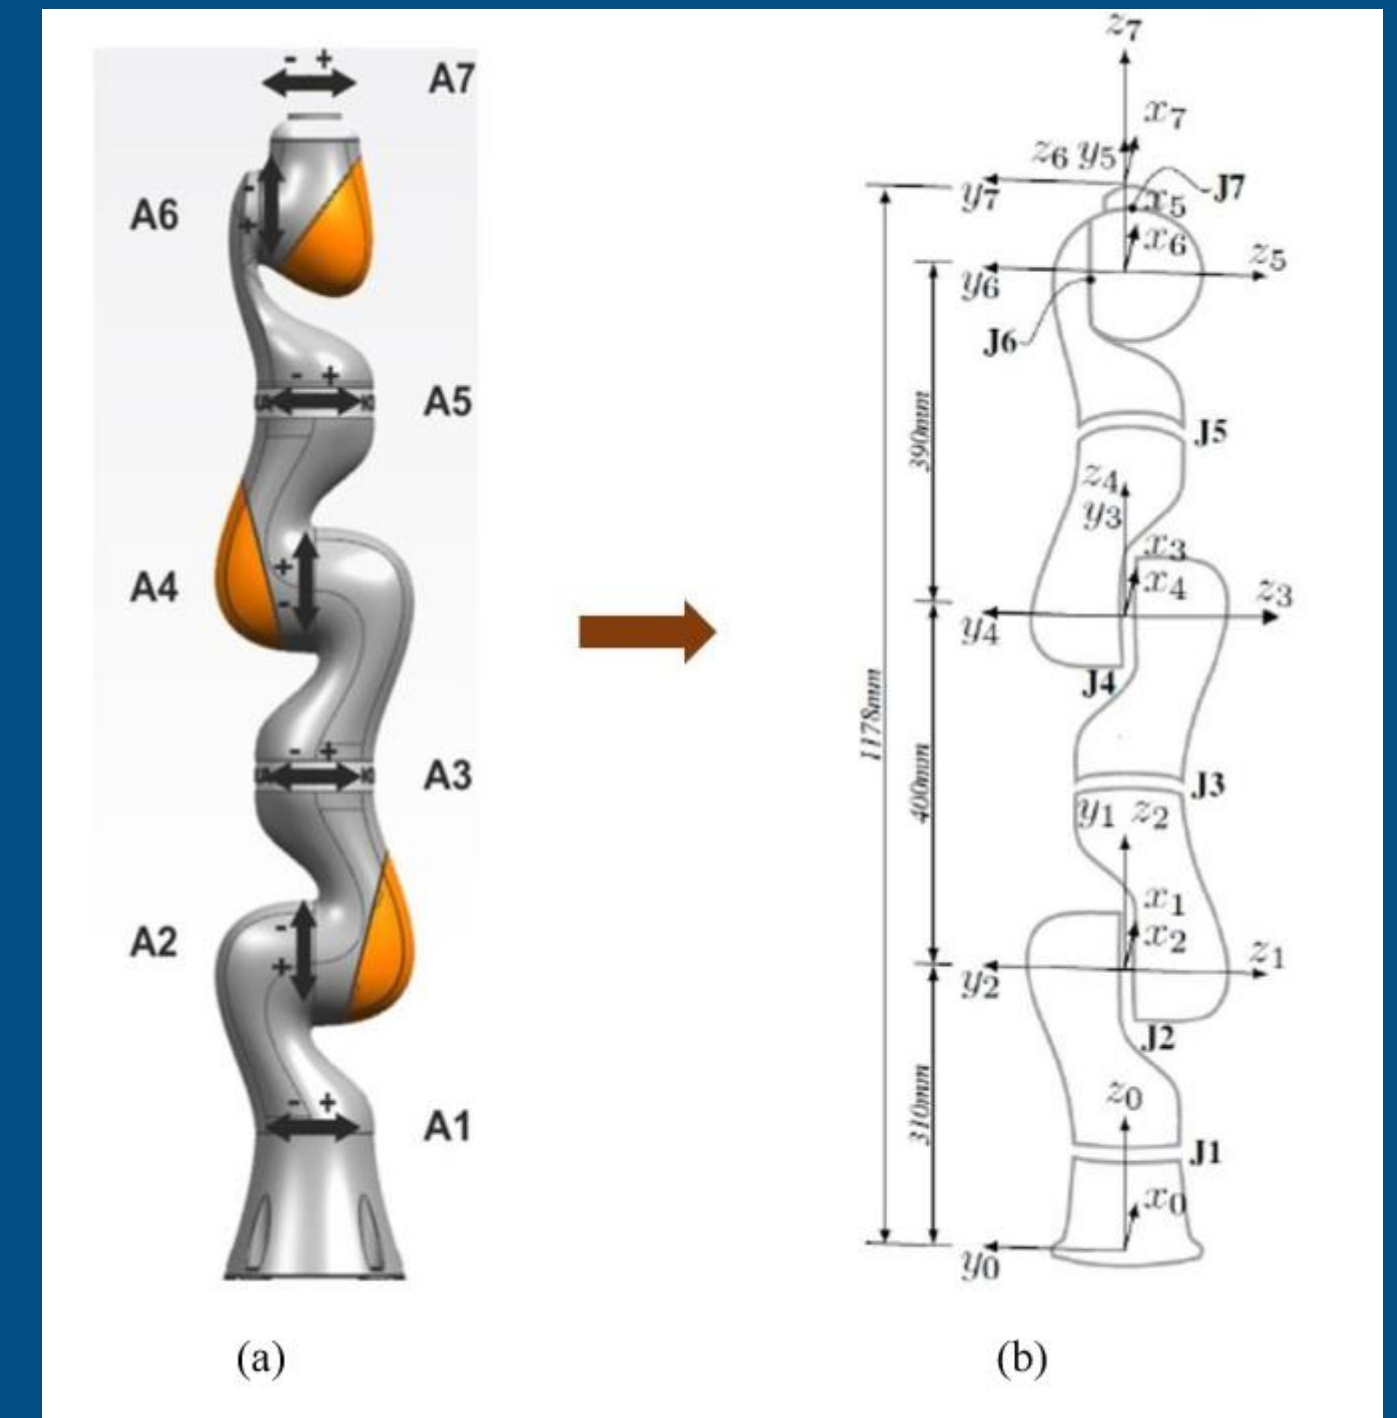 - +
A7
-
A6
+
- +
A5
+
A4
-
- +
A3
-
A2
+
- +
A1
(a)
z7
x7
z6 y5
J7
y7
x5
x6
z5
y6
J6
390mm
J5
z4
y3
x3
x4
z3
y4
J4
1178mm
400mm
J3
y1 z2
x1
x2
z1
y2
J2
310mm
z0
J1
x0
y0
(b)